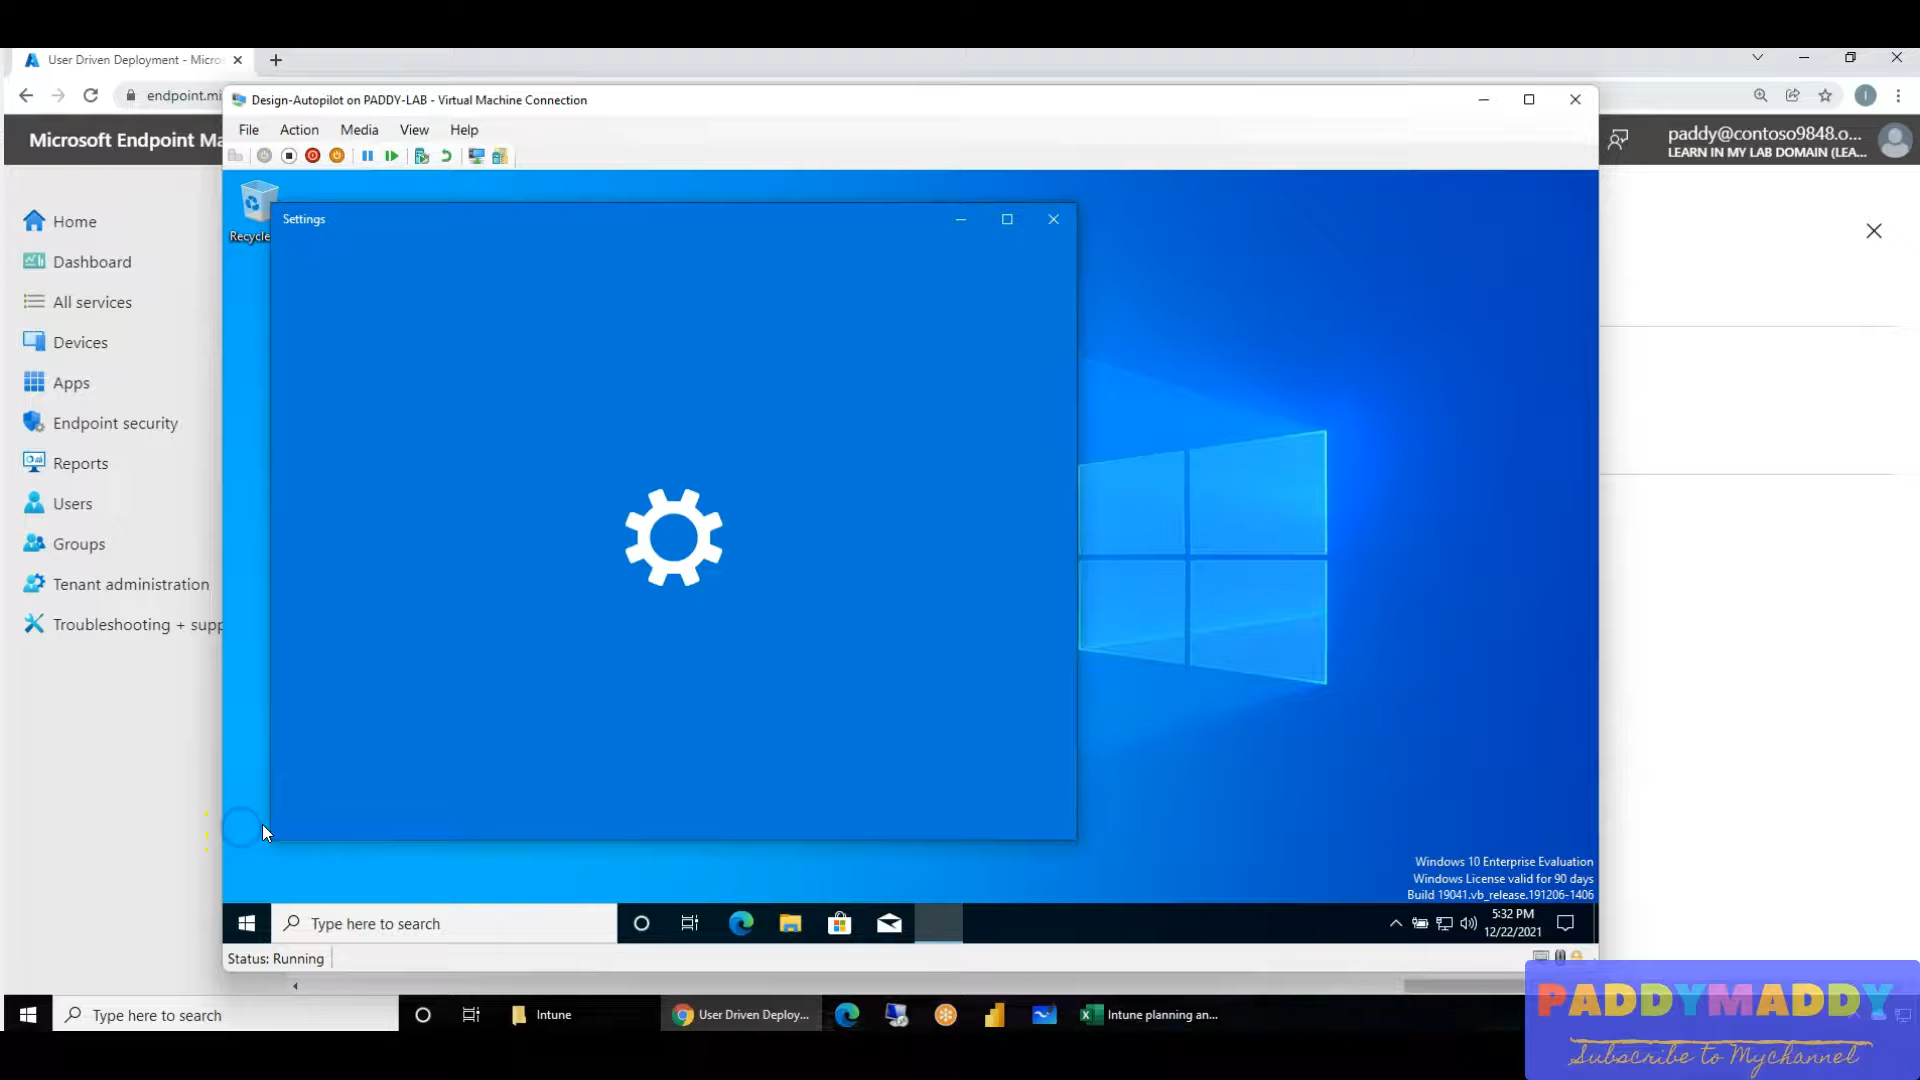 User Driven Deployment - Micro
endpoint.mi
Microsoft Endpoint Ma
paddy@contoso9848.o...
LEARN IN MY LAB DOMAIN (LEA...
Home
Dashboard
All services
Devices
Apps
Endpoint security
Reports
Users
Groups
Tenant administration
Troubleshooting + supp
Design-Autopilot on PADDY-LAB - Virtual Machine Connection
File Action Media View Help
Recycle
Settings
Windows 10 Enterprise Evaluation
Windows License valid for 90 days
Build 19041.vb_release.191206-1406
Type here to search
5:32 PM
12/22/2021
Status: Running
Type here to search
Intune
User Driven Deploy...
Intune planning an...
PADDYMADDY
Subscribe to Mychannel